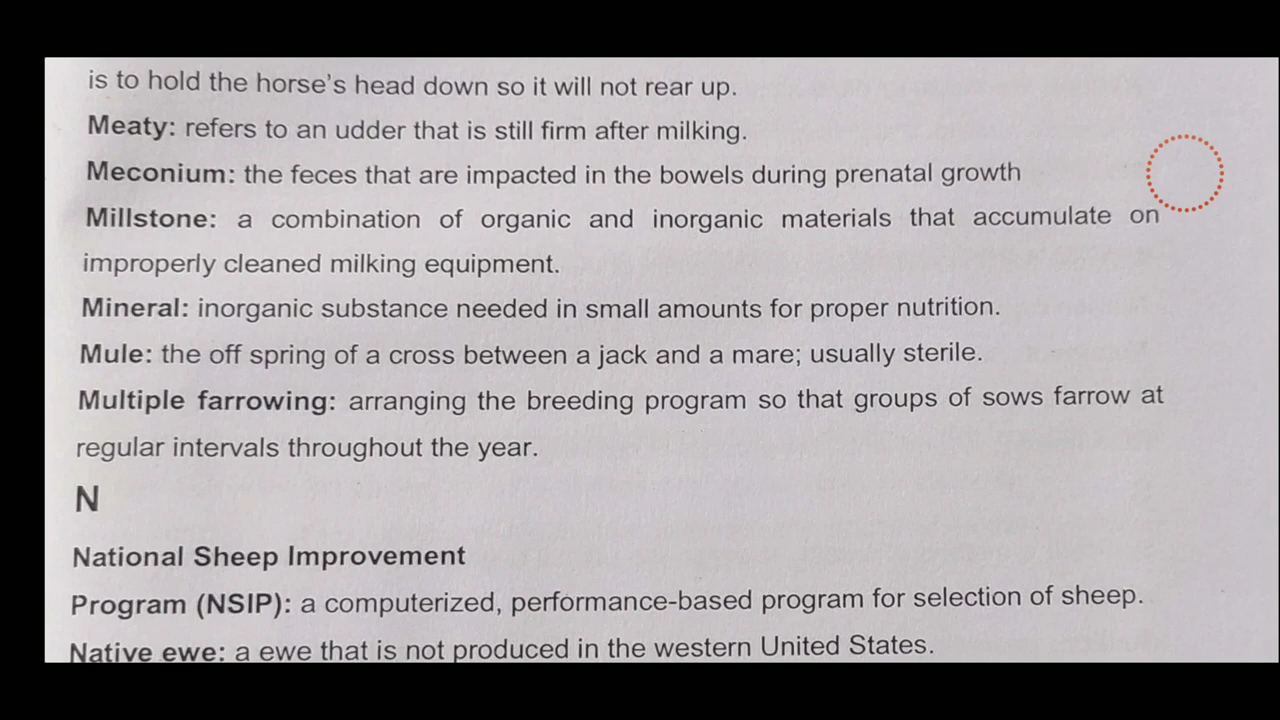 is to hold the horse's head down so it will not rear up.
Meaty: refers to an udder that is still firm after milking.
Meconium: the feces that are impacted in the bowels during prenatal growth
Millstone: a combination of organic and inorganic materials that accumulate on
improperly cleaned milking equipment.
Mineral: inorganic substance needed in small amounts for proper nutrition.
Mule: the off spring of a cross between a jack and a mare; usually sterile.
Multiple farrowing: arranging the breeding program so that groups of sows farrow at
regular intervals throughout the year.
N
National Sheep Improvement
Program (NSIP): a computerized, performance-based program for selection of sheep.
Native ewe: a ewe that is not produced in the western United States.